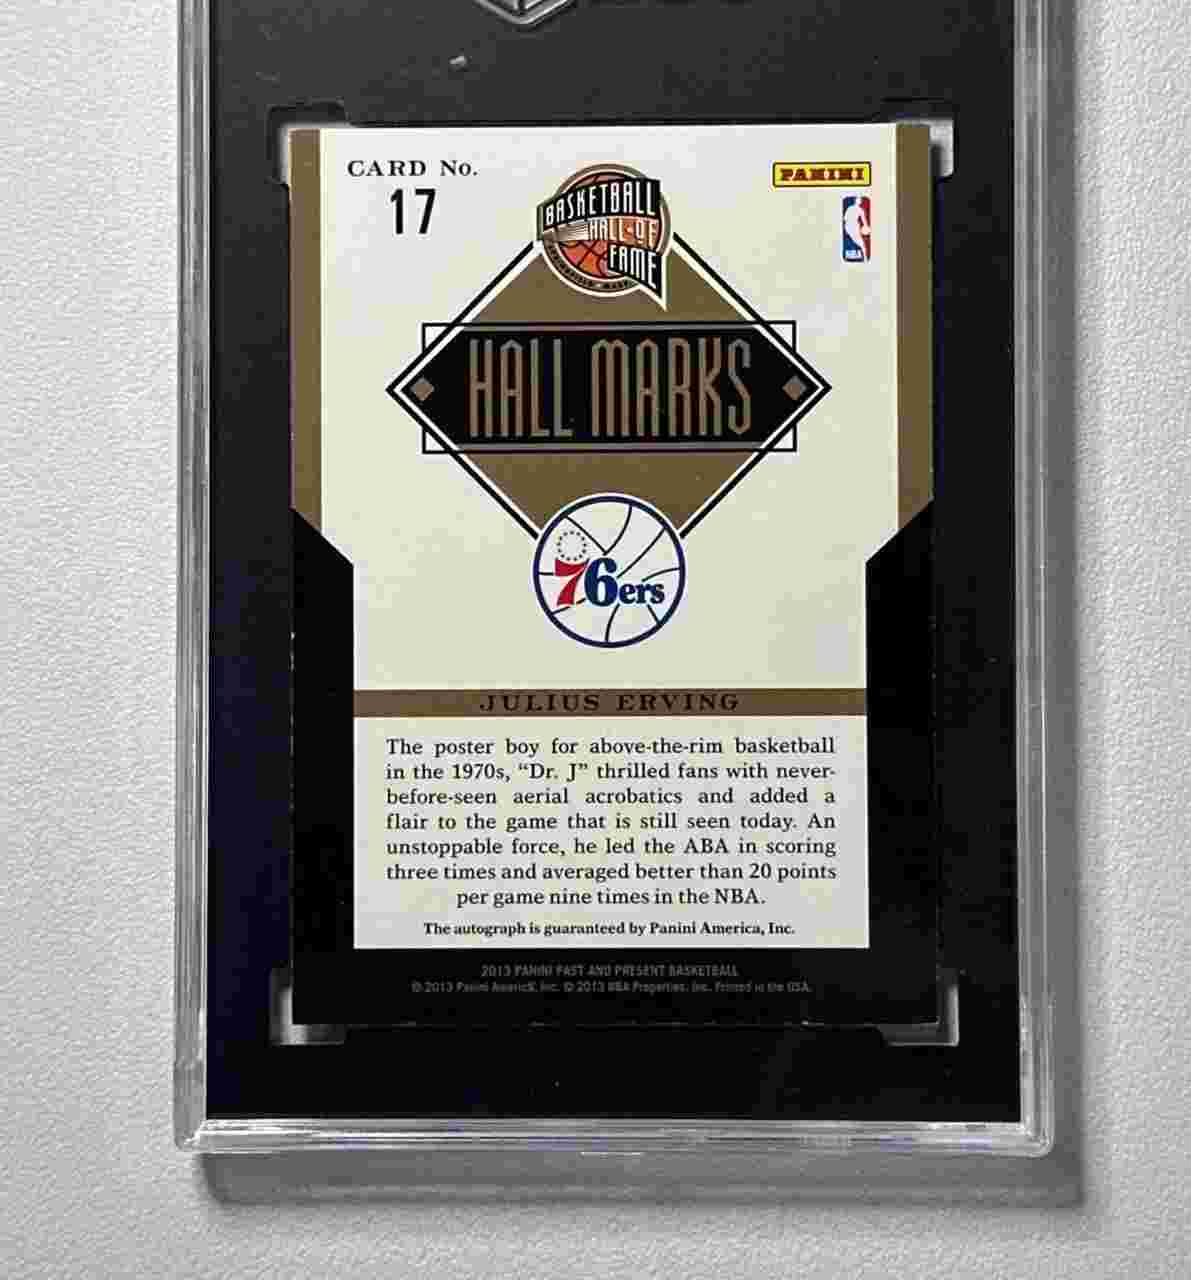 CARD No.
17
PANINI
BASKETBALL
HALL OF
FAME
NBA
HALL MARKS
76ers
JULIUS ERVING
The poster boy for above-the-rim basketball
in the 1970s, “Dr. J” thrilled fans with never-
before-seen aerial acrobatics and added a
flair to the game that is still seen today. An
unstoppable force, he led the ABA in scoring
three times and averaged better than 20 points
per game nine times in the NBA.
The autograph is guaranteed by Panini America, Inc.
2013 PANINI PAST AND PRESENT BASKETBALL
© 2013 Panini America, Inc. © 2013 NBA Properties, Inc. Printed in the USA.